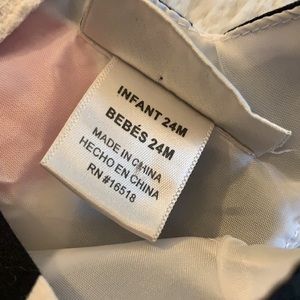 INFANT 24M
BEBÉS 24M
MADE IN CHINA
HECHO EN CHINA
RN #16518